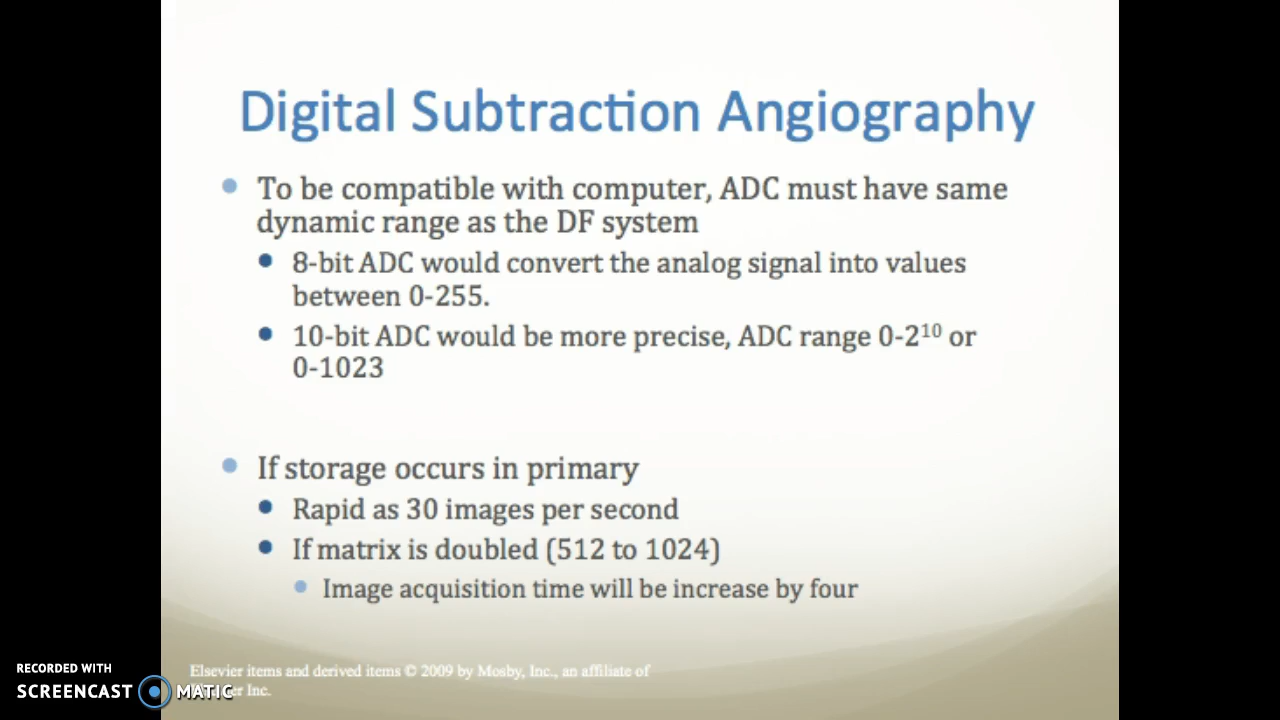 Digital Subtraction Angiography
To be compatible with computer, ADC must have same
dynamic range as the DF system
8-bit ADC would convert the analog signal into values
between 0-255.
10-bit ADC would be more precise, ADC range 0-2¹⁰ or
0-1023
If storage occurs in primary
Rapid as 30 images per second
If matrix is doubled (512 to 1024)
Image acquisition time will be increase by four
Elsevier items and derived items © 2009 by Mosby, Inc., an affiliate of
Inc.
RECORDED WITH
SCREENCAST MATIC